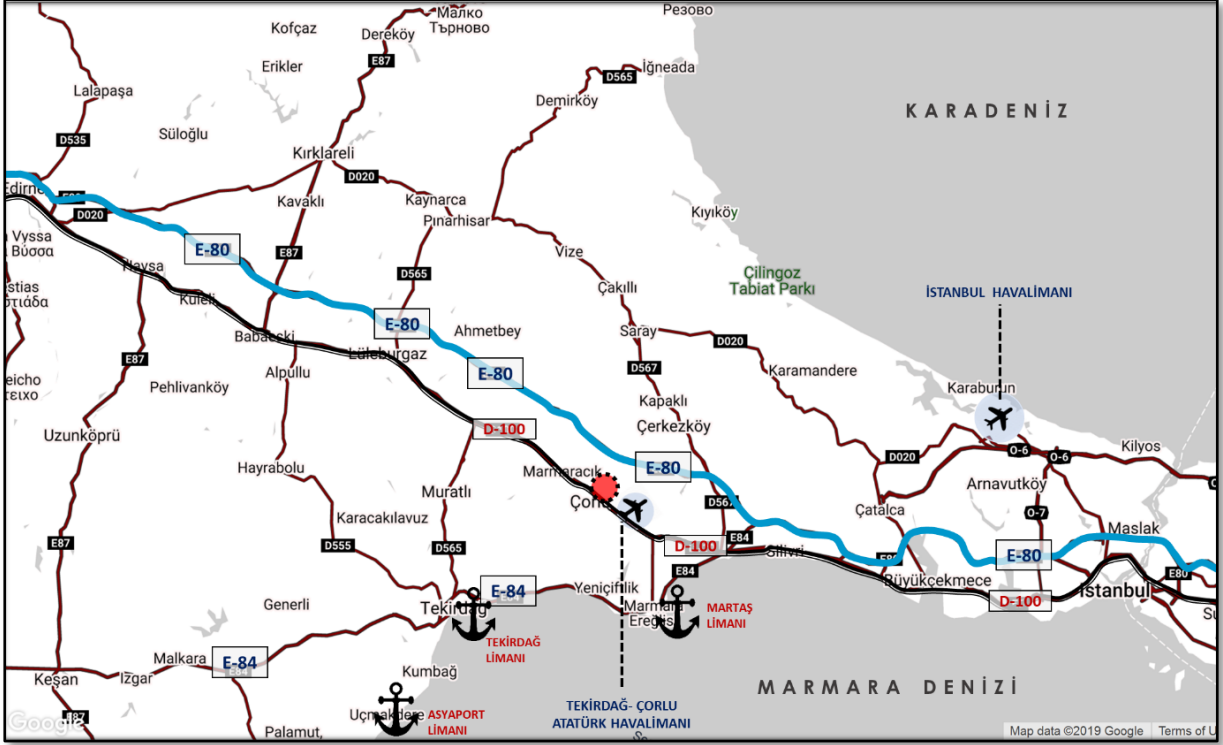 Резово
Малко
Търново
Kofçaz
Dereköy
E87
Erikler
İğneada
D565
Lalapaşa
Demirköy
KARADENİZ
Süloğlu
D535
Kırklareli
D020
Edirne
Kavaklı
Kaynarca
D020
Pınarhisar
Kıyıköy
Vyssa
Βύσσα
E-80
E87
Vize
Havsa
D565
Çilingoz
Tabiat Parkı
Çakıllı
İSTANBUL HAVALİMANI
Kuleli
E-80
Ahmetbey
Saray
Babaeski
D020
Lüleburgaz
E87
Alpullu
E-80
D567
Karamandere
Pehlivanköy
Karaburun
Kapaklı
Uzunköprü
D-100
Çerkezköy
Kilyos
O-6
O-6
D020
Hayrabolu
Marmaracık
E-80
Arnavutköy
Muratlı
Çorlu
Çatalca
O-7
Karacakılavuz
Maslak
E87
D555
D565
D-100
E84
Silivri
E-80
E84
E80
Büyükçekmece
Yeniçiftlik
E-84
İstanbul
D-100
Generli
Tekirdağ
Marmara
Ereğlisi
MARTAŞ
LİMANI
TEKİRDAĞ
LİMANI
Malkara
E-84
Kumbağ
Keşan
İzgar
MARMARA DENİZİ
Uçmakdere
ASYAPORT
LİMANI
TEKİRDAĞ- ÇORLU
ATATÜRK HAVALİMANI
Google
E87
Palamut,
Map data ©2019 Google
Terms of U